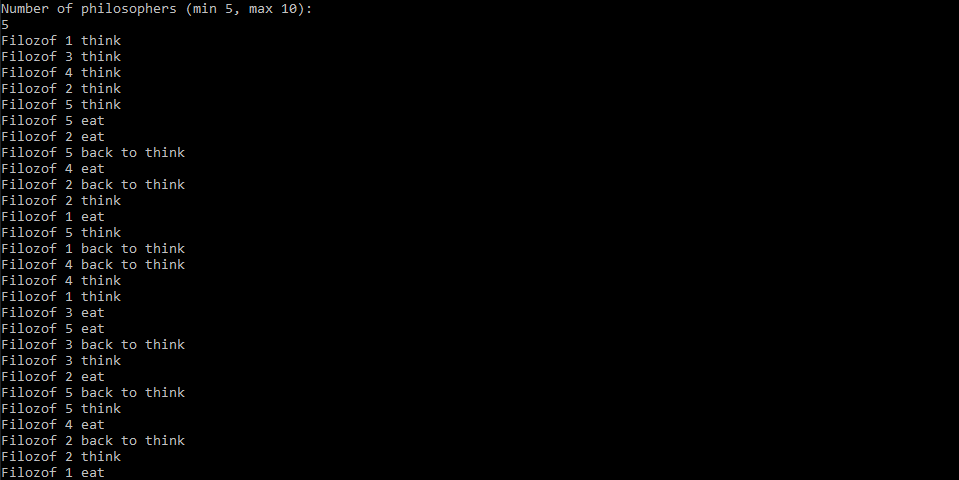 Number of philosophers (min 5, max 10):
5
Filozof 1 think
Filozof 3 think
Filozof 4 think
Filozof 2 think
Filozof 5 think
Filozof 5 eat
Filozof 2 eat
Filozof 5 back to think
Filozof 4 eat
Filozof 2 back to think
Filozof 2 think
Filozof 1 eat
Filozof 5 think
Filozof 1 back to think
Filozof 4 back to think
Filozof 4 think
Filozof 1 think
Filozof 3 eat
Filozof 5 eat
Filozof 3 back to think
Filozof 3 think
Filozof 2 eat
Filozof 5 back to think
Filozof 5 think
Filozof 4 eat
Filozof 2 back to think
Filozof 2 think
Filozof 1 eat